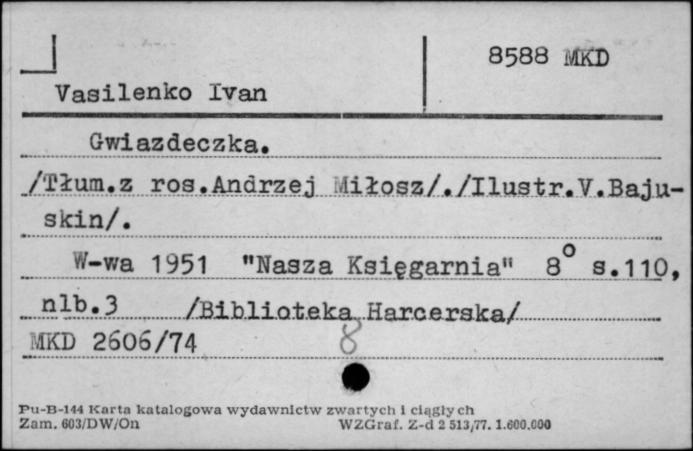 8588 MKD
Vasilenko Ivan
Gwiazdeczka.
/Tłum.z ros.Andrzej Miłosz/./Ilustr.V.Baju-
skin/.
W-wa 1951 "Nasza Księgarnia" 8° s.110,
nlb.3 /Biblioteka Harcerska/
MKD 2606/74 8
Pu-B-144 Karta katalogowa wydawnictw zwartych i ciągłych
Zam. 603/DW/On WZGraf. Z-d 2 513/77. 1.600.000